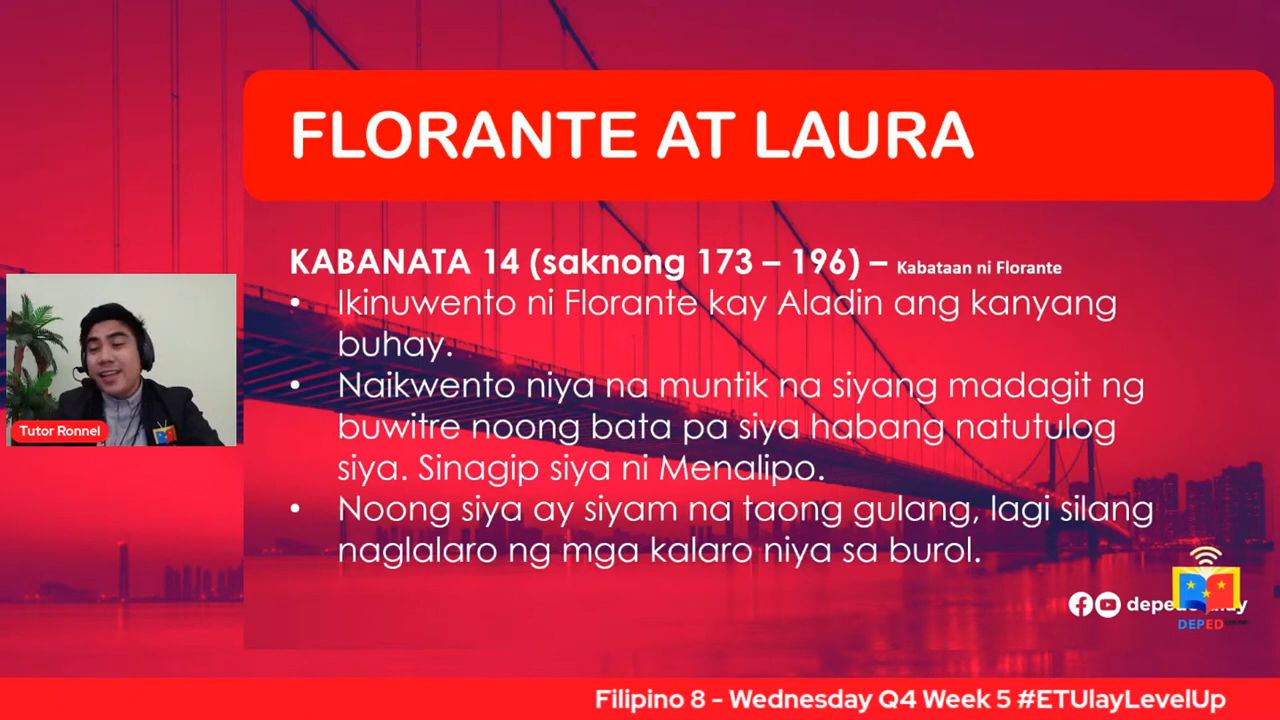 FLORANTE AT LAURA
KABANATA 14 (saknong 173 – 196) – Kabataan ni Florante
• Ikinuwento ni Florante kay Aladin ang kanyang
buhay.
• Naikwento niya na muntik na siyang madagit ng
buwitre noong bata pa siya habang natutulog
siya. Sinagip siya ni Menalipo.
• Noong siya ay siyam na taong gulang, lagi silang
naglalaro ng mga kalaro niya sa burol.
Tutor Ronnel
DEPED
Filipino 8 - Wednesday Q4 Week 5 #ETUlayLevelUp